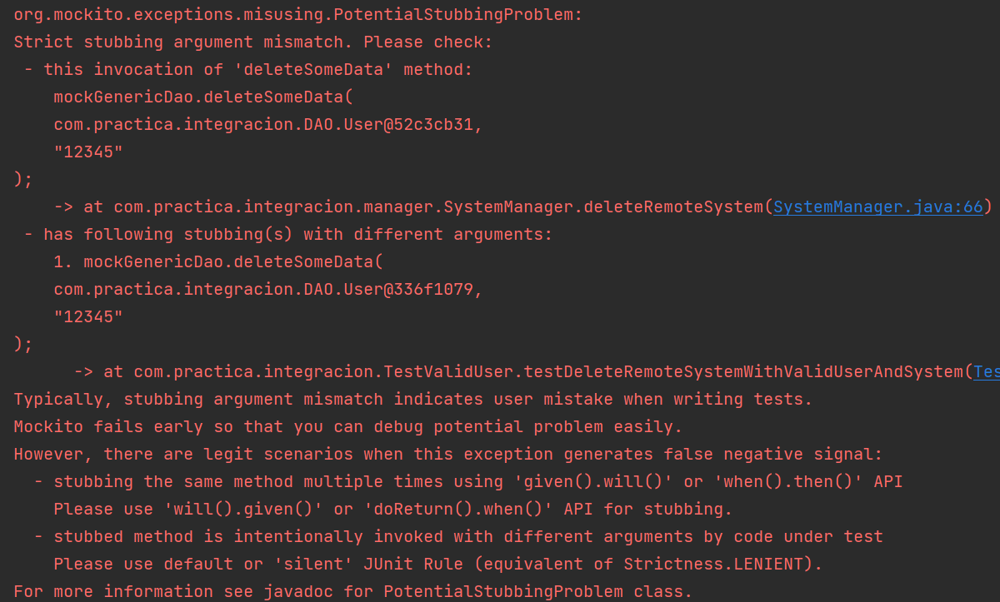 org.mockito.exceptions.misusing.PotentialStubbingProblem:
Strict stubbing argument mismatch. Please check:
 - this invocation of 'deleteSomeData' method:
    mockGenericDao.deleteSomeData(
    com.practica.integracion.DAO.User@52c3cb31,
    "12345"
);
    -> at com.practica.integracion.manager.SystemManager.deleteRemoteSystem(SystemManager.java:66)
 - has following stubbing(s) with different arguments:
    1. mockGenericDao.deleteSomeData(
    com.practica.integracion.DAO.User@336f1079,
    "12345"
);
      -> at com.practica.integracion.TestValidUser.testDeleteRemoteSystemWithValidUserAndSystem(Tes
Typically, stubbing argument mismatch indicates user mistake when writing tests.
Mockito fails early so that you can debug potential problem easily.
However, there are legit scenarios when this exception generates false negative signal:
  - stubbing the same method multiple times using 'given().will()' or 'when().then()' API
    Please use 'will().given()' or 'doReturn().when()' API for stubbing.
  - stubbed method is intentionally invoked with different arguments by code under test
    Please use default or 'silent' JUnit Rule (equivalent of Strictness.LENIENT).
For more information see javadoc for PotentialStubbingProblem class.